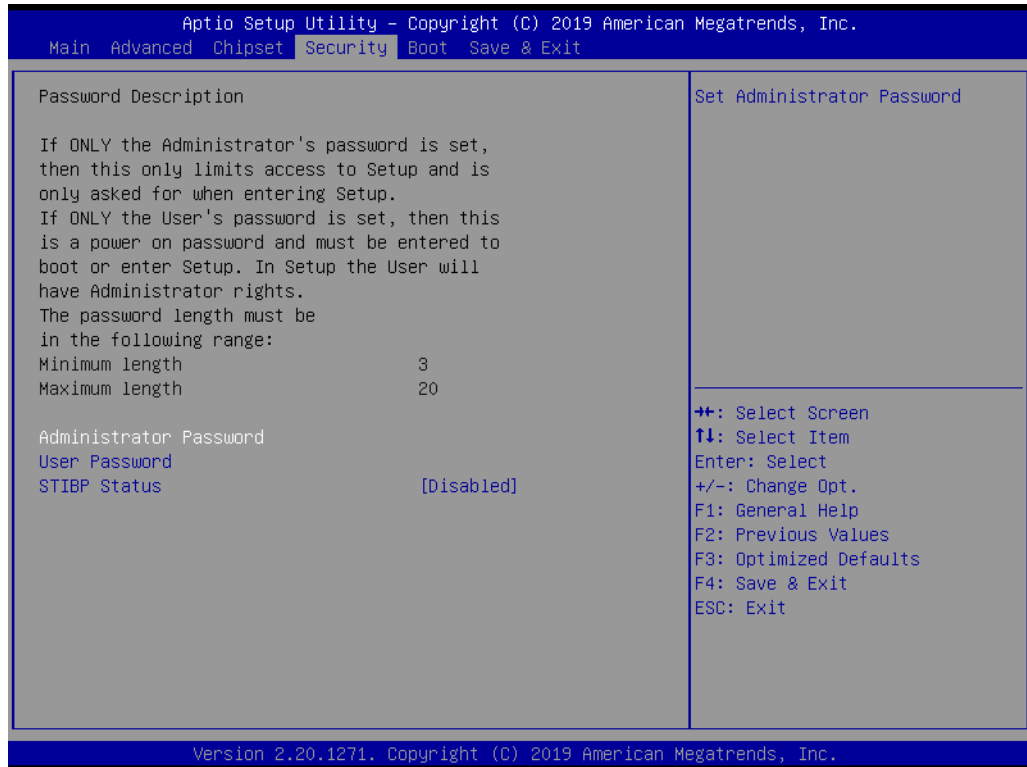 Aptio Setup Utility – Copyright (C) 2019 American Megatrends, Inc.
Main Advanced Chipset Security Boot Save & Exit
Password Description
If ONLY the Administrator's password is set,
then this only limits access to Setup and is
only asked for when entering Setup.
If ONLY the User's password is set, then this
is a power on password and must be entered to
boot or enter Setup. In Setup the User will
have Administrator rights.
The password length must be
in the following range:
Minimum length 3
Maximum length 20
Administrator Password
User Password
STIBP Status [Disabled]
Set Administrator Password
→←: Select Screen
↑↓: Select Item
Enter: Select
+/-: Change Opt.
F1: General Help
F2: Previous Values
F3: Optimized Defaults
F4: Save & Exit
ESC: Exit
Version 2.20.1271. Copyright (C) 2019 American Megatrends, Inc.